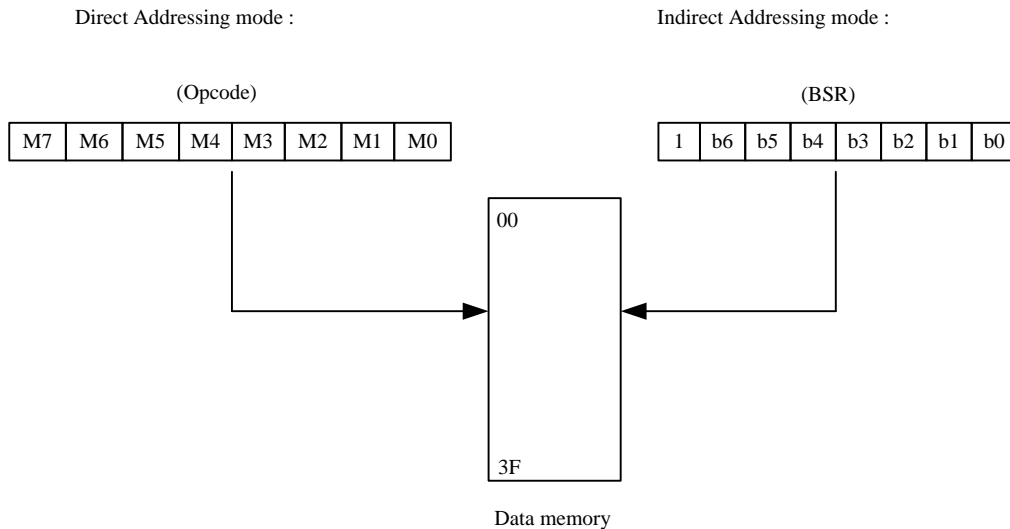 Direct Addressing mode : Indirect Addressing mode :
(Opcode) (BSR)
M7 M6 M5 M4 M3 M2 M1 M0 1 b6 b5 b4 b3 b2 b1 b0
00
3F
Data memory